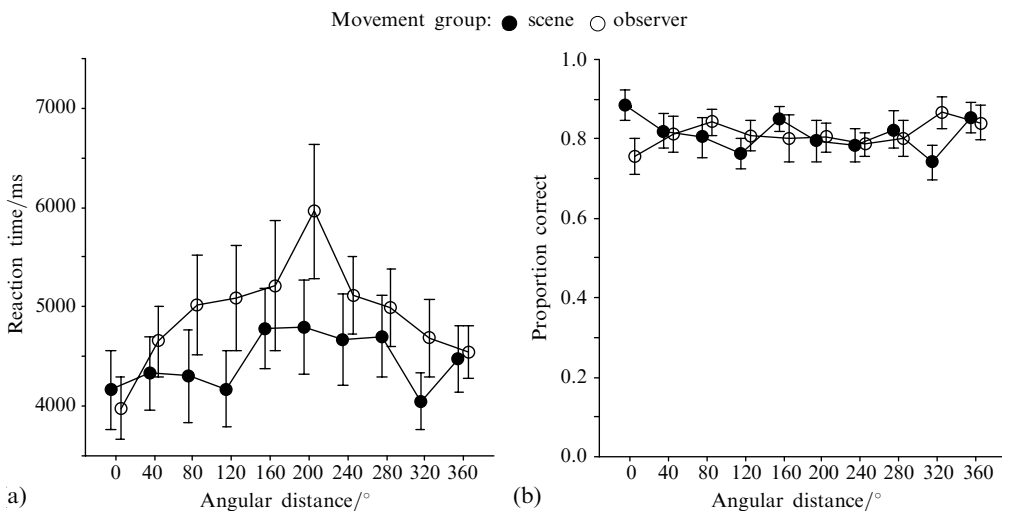 Movement group: scene observer
Reaction time/ms
7000
6000
5000
4000
0 40 80 120 160 200 240 280 320 360
Angular distance/°
a)
Proportion correct
1.0
0.8
0.6
0.4
0.2
0.0
0 40 80 120 160 200 240 280 320 360
Angular distance/°
(b)